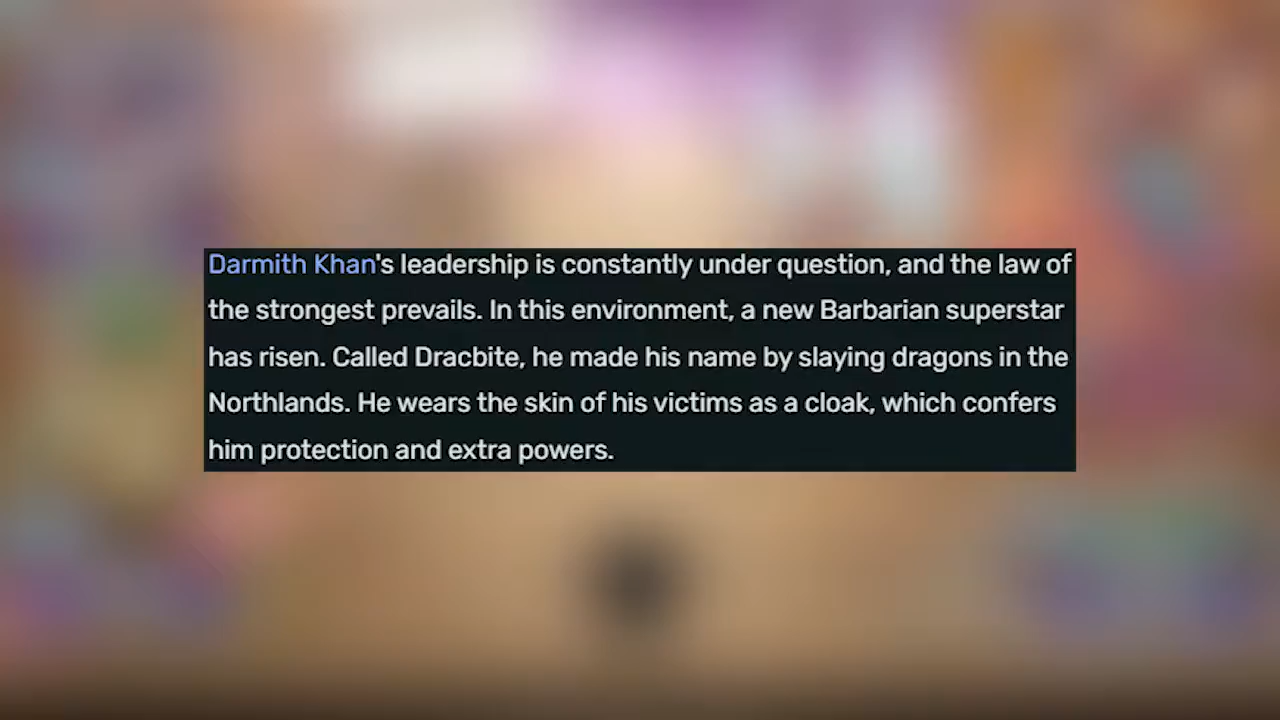 Darmith Khan's leadership is constantly under question, and the law of
the strongest prevails. In this environment, a new Barbarian superstar
has risen. Called Dracbite, he made his name by slaying dragons in the
Northlands. He wears the skin of his victims as a cloak, which confers
him protection and extra powers.